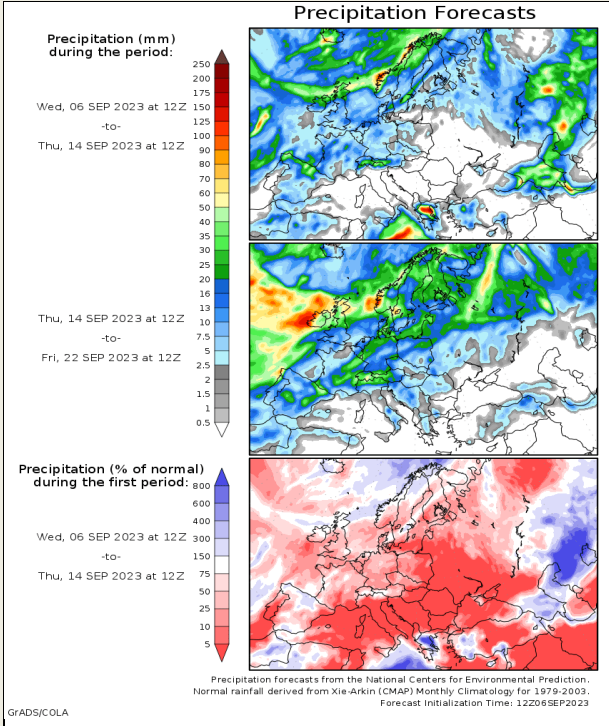 Precipitation Forecasts
Precipitation (mm)
during the period:
Wed, 06 SEP 2023 at 12Z
-to-
Thu, 14 SEP 2023 at 12Z
250
200
175
150
125
100
90
80
70
60
50
40
35
30
25
20
16
13
10
7.5
5
2.5
2
1.5
1
0.5
Thu, 14 SEP 2023 at 12Z
-to-
Fri, 22 SEP 2023 at 12Z
Precipitation (% of normal)
during the first period:
Wed, 06 SEP 2023 at 12Z
-to-
Thu, 14 SEP 2023 at 12Z
800
600
400
300
150
75
50
25
10
5
Precipitation forecasts from the National Centers for Environmental Prediction.
Normal rainfall derived from Xie-Arkin (CMAP) Monthly Climatology for 1979-2003.
Forecast Initialization Time: 12Z06SEP2023
GrADS/COLA